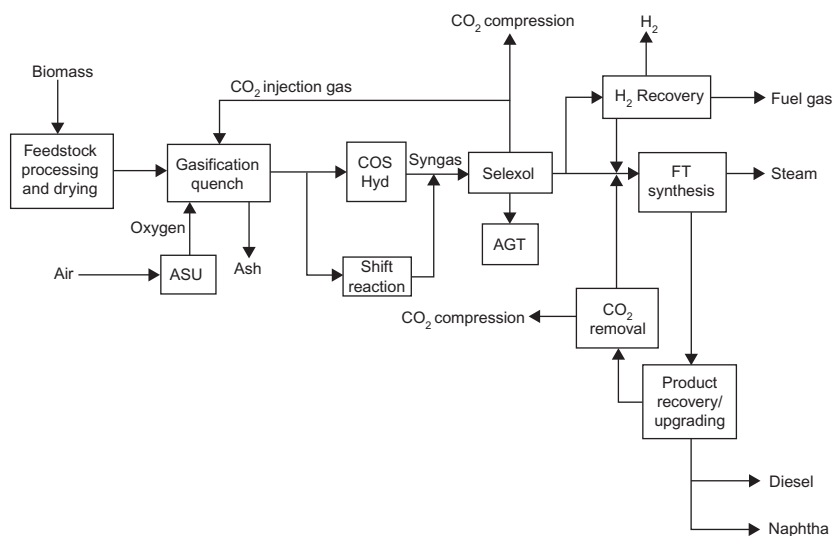 CO₂ compression
H₂
Biomass
CO₂ injection gas
H₂ Recovery
Fuel gas
Feedstock
processing
and drying
Gasification
quench
COS
Hyd
Syngas
Selexol
FT
synthesis
Steam
Oxygen
AGT
Air
ASU
Ash
Shift
reaction
CO₂ compression
CO₂
removal
Product
recovery/
upgrading
Diesel
Naphtha